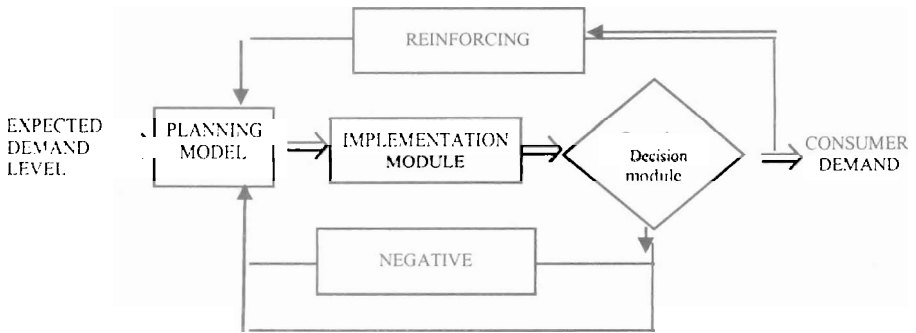 REINFORCING
EXPECTED
DEMAND
LEVEL
PLANNING
MODEL
IMPLEMENTATION
MODULE
Decision
module
CONSUMER
DEMAND
NEGATIVE